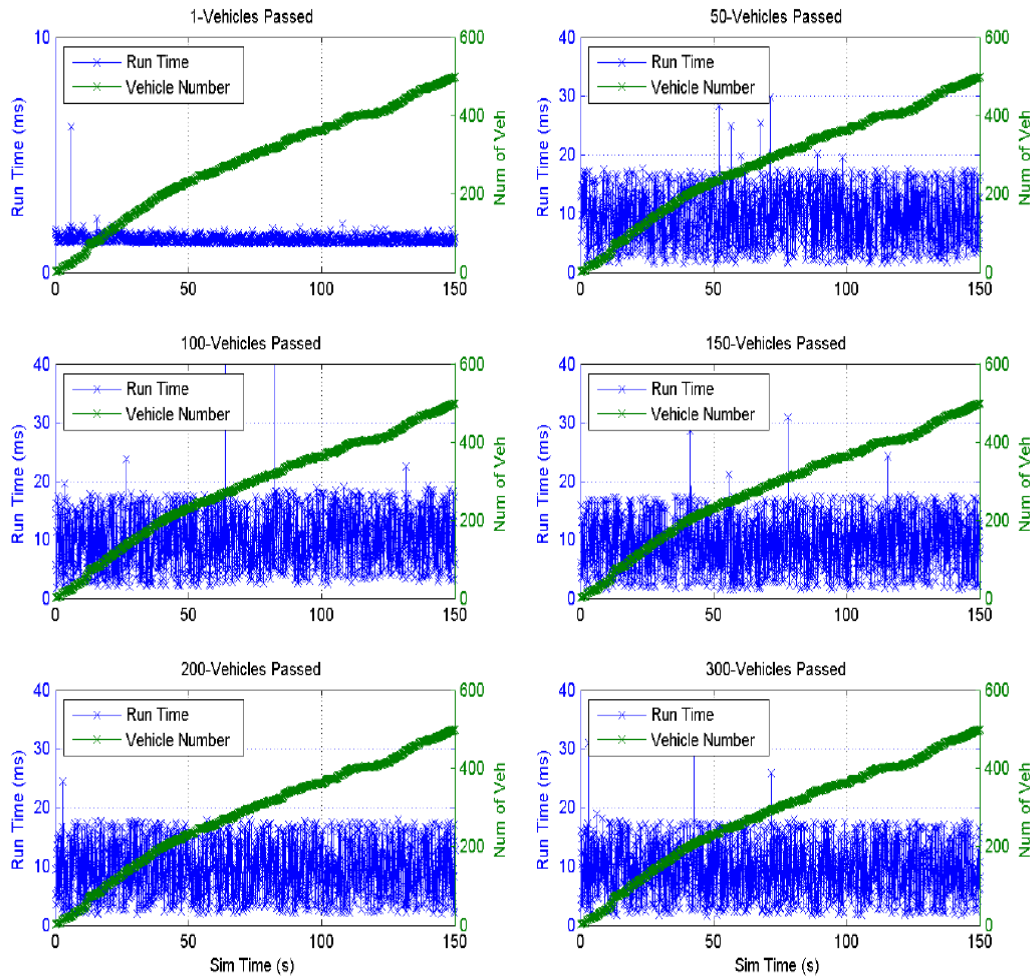 1-Vehicles Passed
10
0
Run Time (ms)
Run Time
Vehicle Number
600
400
200
0
Num of Veh
0 50 100 150
50-Vehicles Passed
40
30
20
10
0
Run Time (ms)
Run Time
Vehicle Number
600
400
200
0
Num of Veh
0 50 100 150
100-Vehicles Passed
40
30
20
10
0
Run Time (ms)
Run Time
Vehicle Number
600
400
200
0
Num of Veh
0 50 100 150
150-Vehicles Passed
40
30
20
10
0
Run Time (ms)
Run Time
Vehicle Number
600
400
200
0
Num of Veh
0 50 100 150
200-Vehicles Passed
40
30
20
10
0
Run Time (ms)
Run Time
Vehicle Number
600
400
200
0
Num of Veh
0 50 100 150
Sim Time (s)
300-Vehicles Passed
40
30
20
10
0
Run Time (ms)
Run Time
Vehicle Number
600
400
200
0
Num of Veh
0 50 100 150
Sim Time (s)